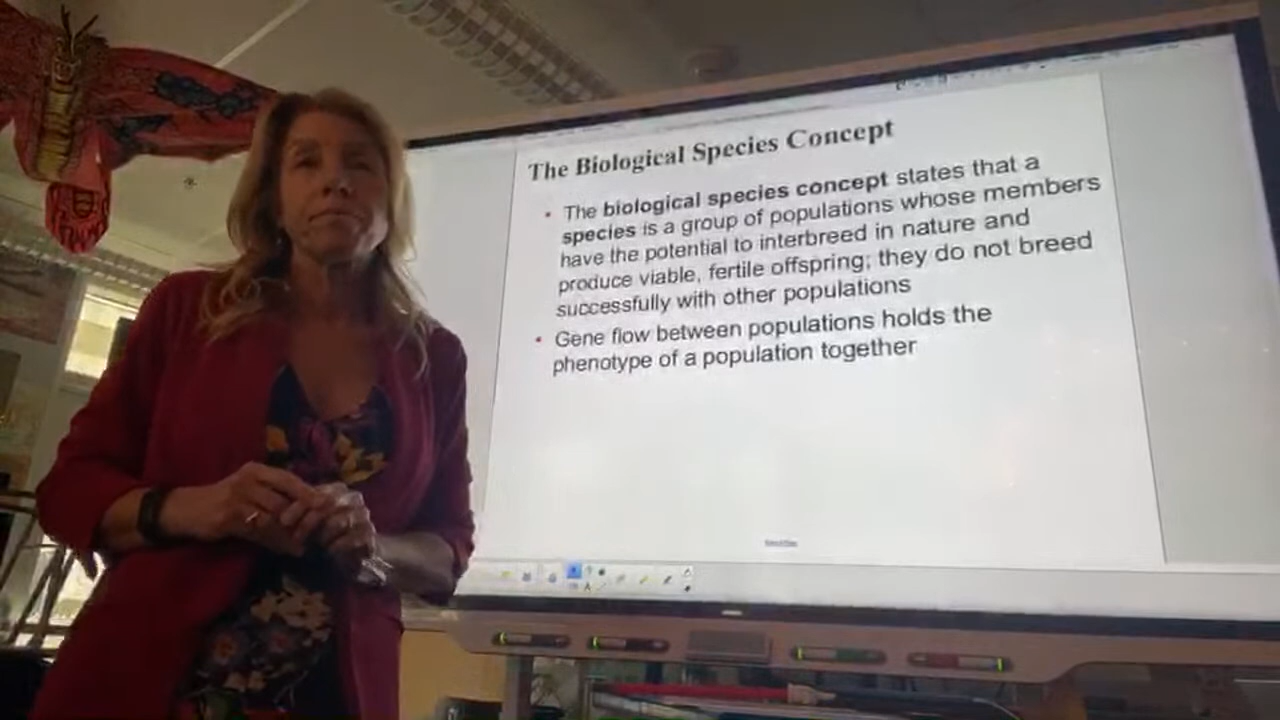 The Biological Species Concept
• The biological species concept states that a
species is a group of populations whose members
have the potential to interbreed in nature and
produce viable, fertile offspring; they do not breed
successfully with other populations
• Gene flow between populations holds the
phenotype of a population together